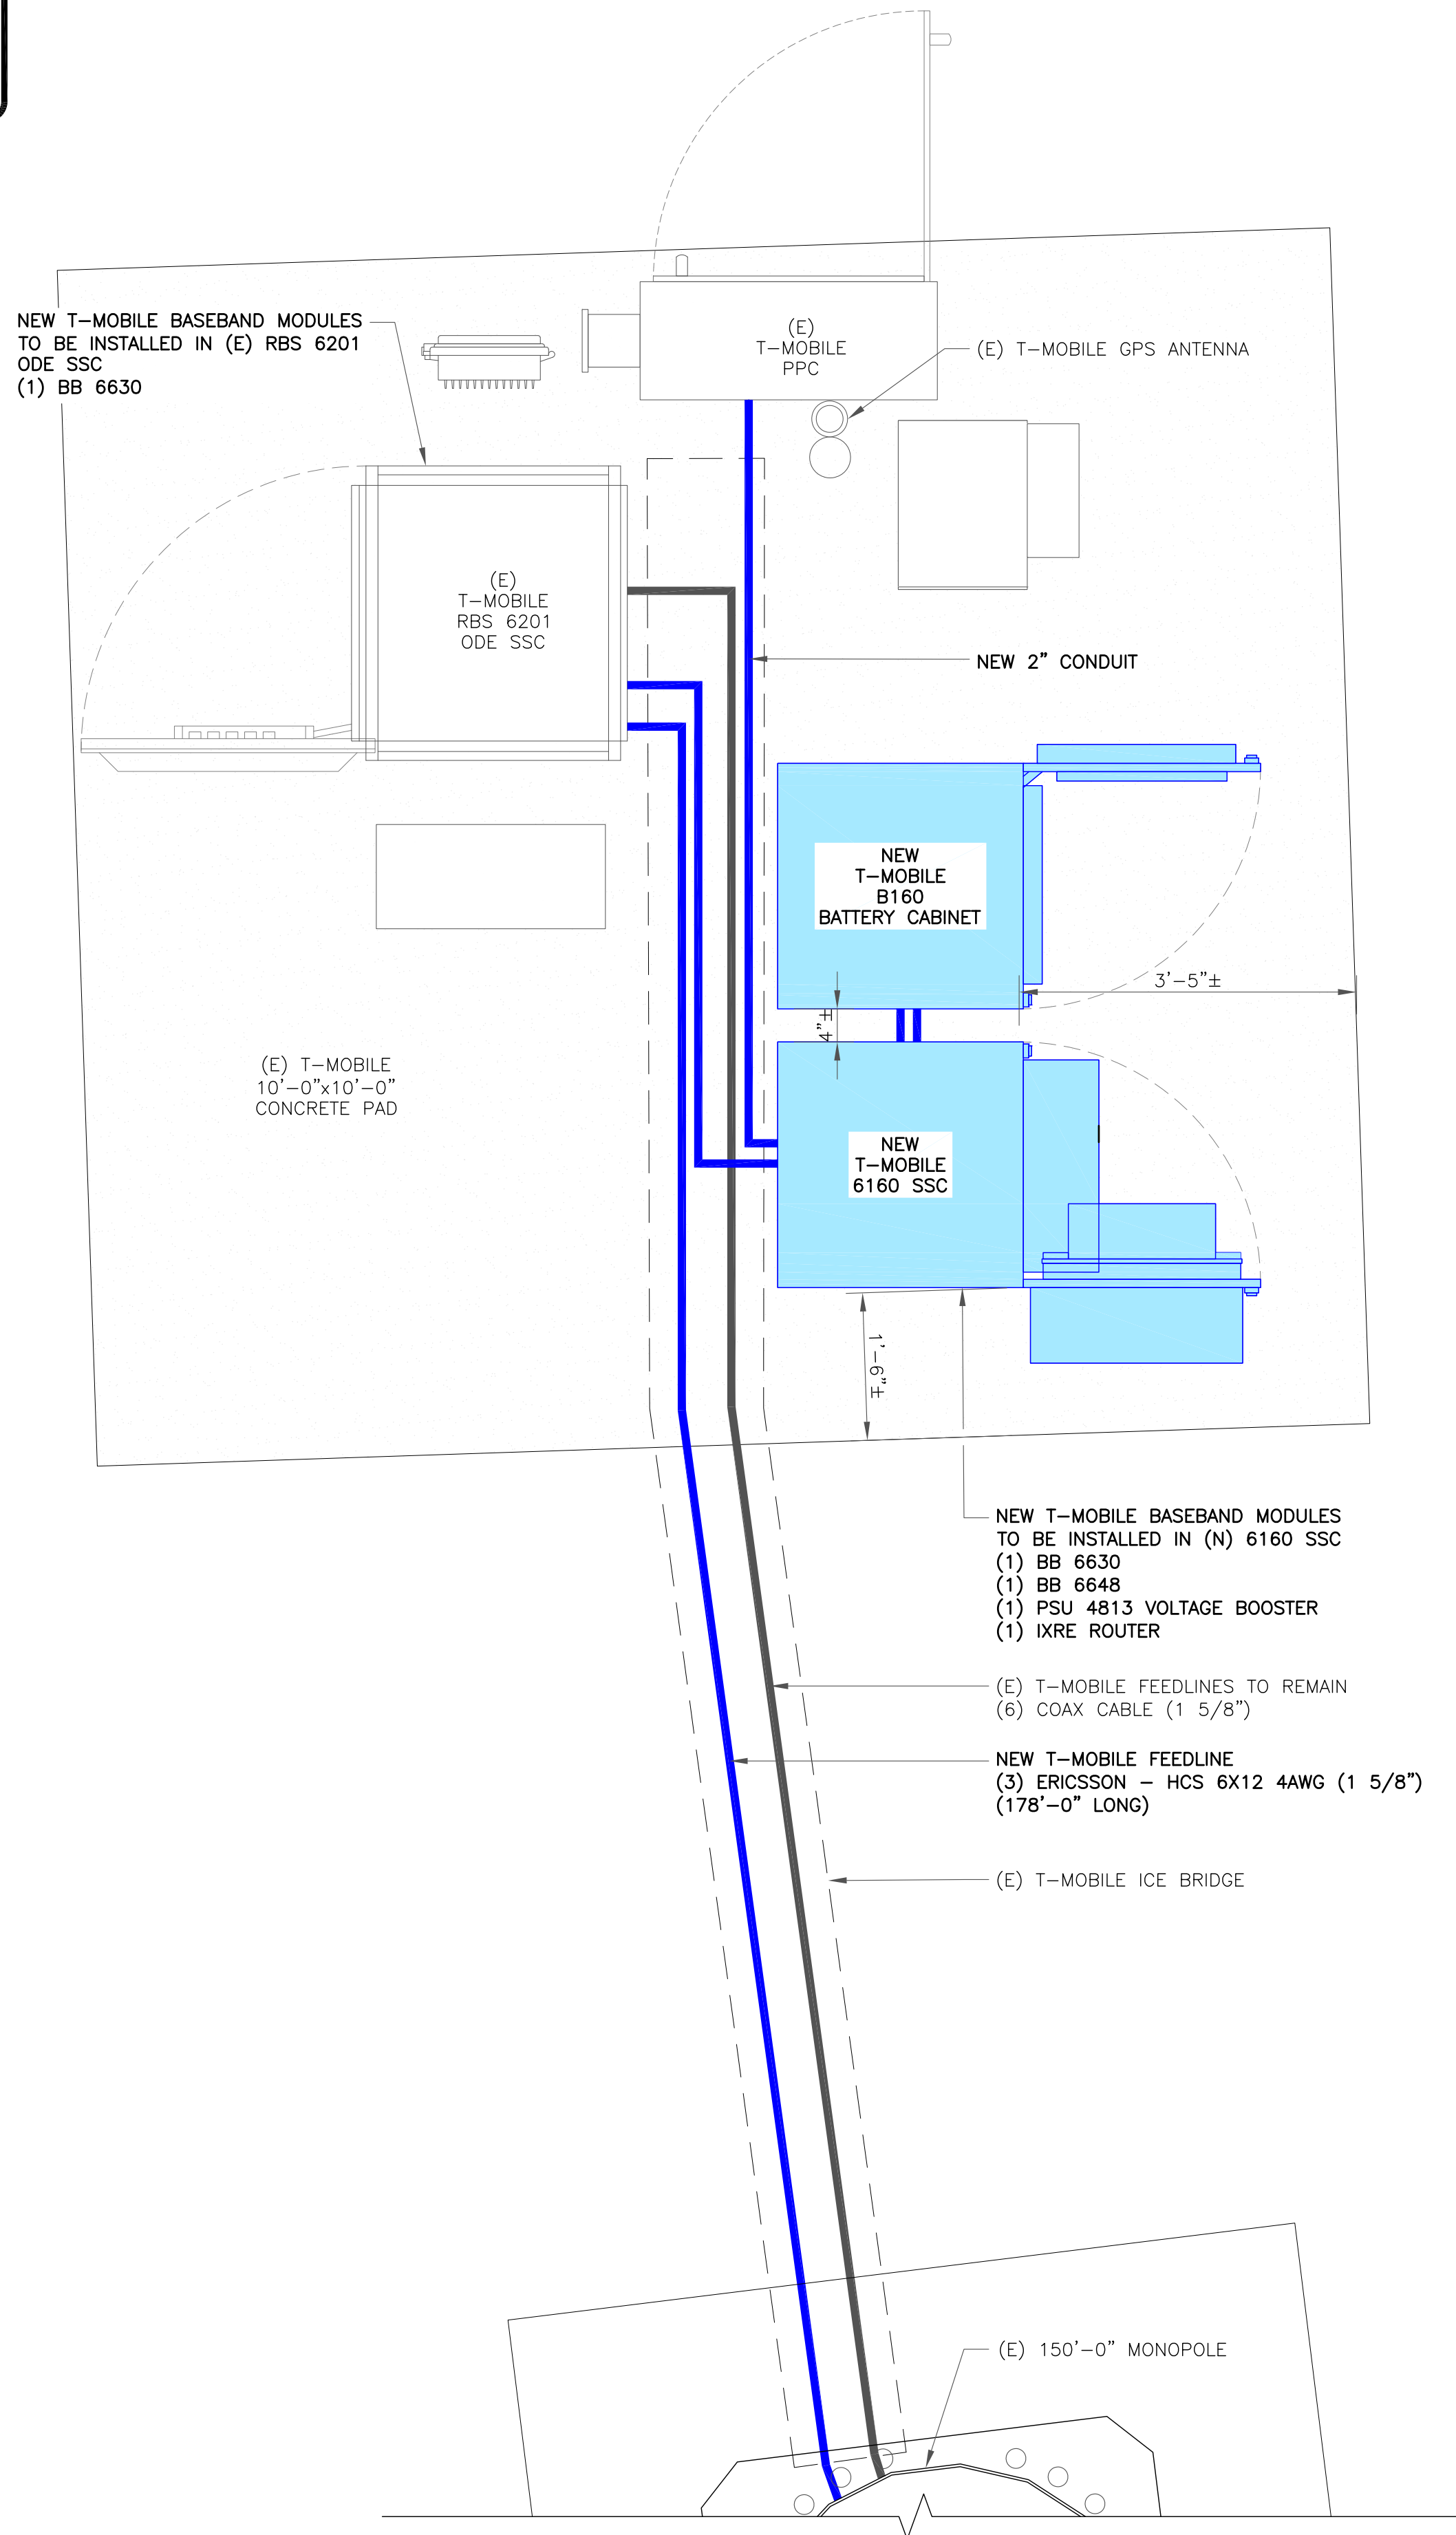 NEW T-MOBILE BASEBAND MODULES
TO BE INSTALLED IN (E) RBS 6201
ODE SSC
(1) BB 6630
(E)
T-MOBILE
PPC
(E) T-MOBILE GPS ANTENNA
(E)
T-MOBILE
RBS 6201
ODE SSC
NEW 2" CONDUIT
NEW
T-MOBILE
B160
BATTERY CABINET
3'-5"±
4"±
(E) T-MOBILE
10'-0"x10'-0"
CONCRETE PAD
NEW
T-MOBILE
6160 SSC
1'-6"±
NEW T-MOBILE BASEBAND MODULES
TO BE INSTALLED IN (N) 6160 SSC
(1) BB 6630
(1) BB 6648
(1) PSU 4813 VOLTAGE BOOSTER
(1) IXRE ROUTER
(E) T-MOBILE FEEDLINES TO REMAIN
(6) COAX CABLE (1 5/8")
NEW T-MOBILE FEEDLINE
(3) ERICSSON - HCS 6X12 4AWG (1 5/8")
(178'-0" LONG)
(E) T-MOBILE ICE BRIDGE
(E) 150'-0" MONOPOLE